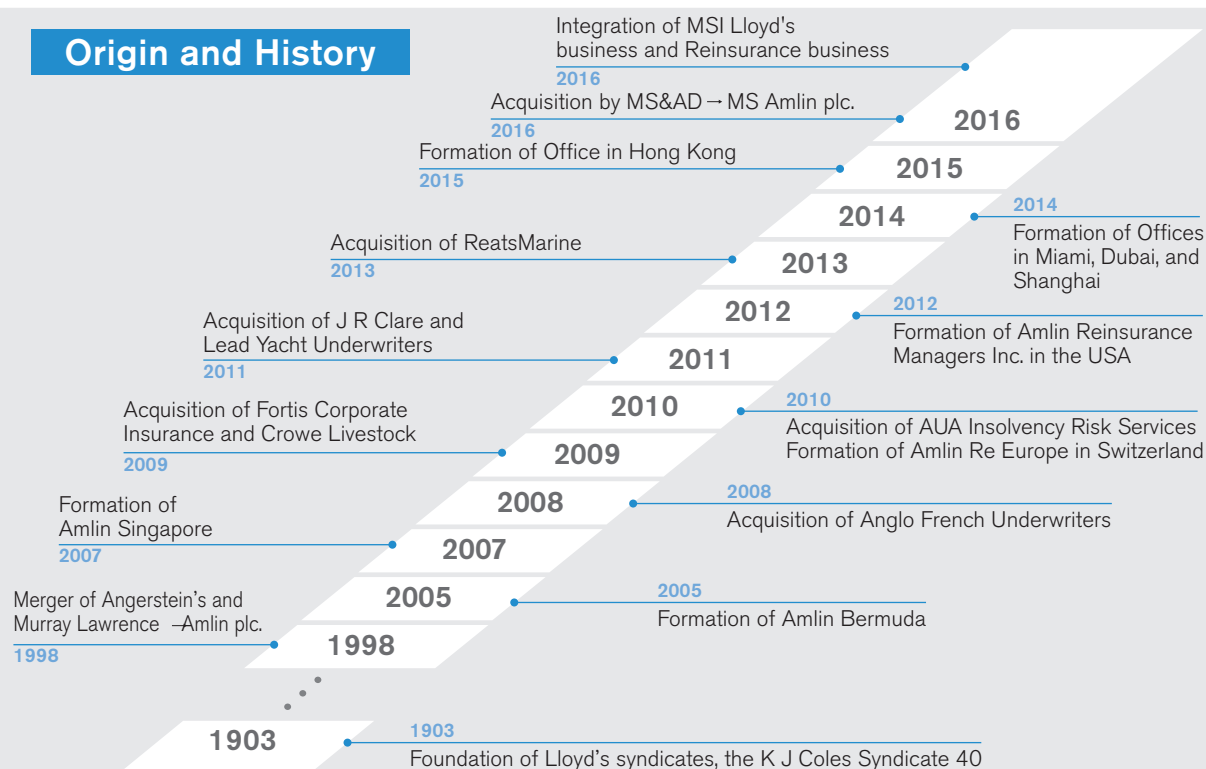 Origin and History
Integration of MSI Lloyd's
business and Reinsurance business
2016
Acquisition by MS&AD→MS Amlin plc.
2016
Formation of Office in Hong Kong
2015
Acquisition of ReatsMarine
2013
Acquisition of J R Clare and
Lead Yacht Underwriters
2011
Acquisition of Fortis Corporate
Insurance and Crowe Livestock
2009
Formation of
Amlin Singapore
2007
Merger of Angerstein’s and
Murray Lawrence →Amlin plc.
1998
2016
2015
2014
2013
2012
2011
2010
2009
2008
2007
2005
1998
1903
2014
Formation of Offices
in Miami, Dubai, and
Shanghai
2012
Formation of Amlin Reinsurance
Managers Inc. in the USA
2010
Acquisition of AUA Insolvency Risk Services
Formation of Amlin Re Europe in Switzerland
2008
Acquisition of Anglo French Underwriters
2005
Formation of Amlin Bermuda
1903
Foundation of Lloyd’s syndicates, the K J Coles Syndicate 40